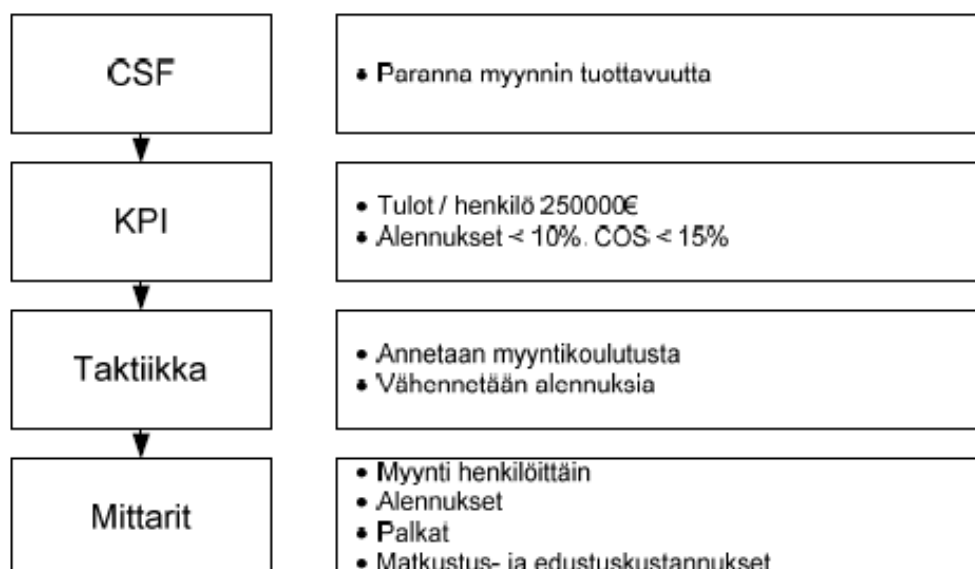 CSF
• Paranna myynnin tuottavuutta
KPI
• Tulot / henkilö 250000€
• Alennukset < 10%. COS < 15%
Taktiikka
• Annetaan myyntikoulutusta
• Vähennetään alennuksia
Mittarit
• Myynti henkilöittäin
• Alennukset
• Palkat
• Matkustus- ja edustuskustannukset